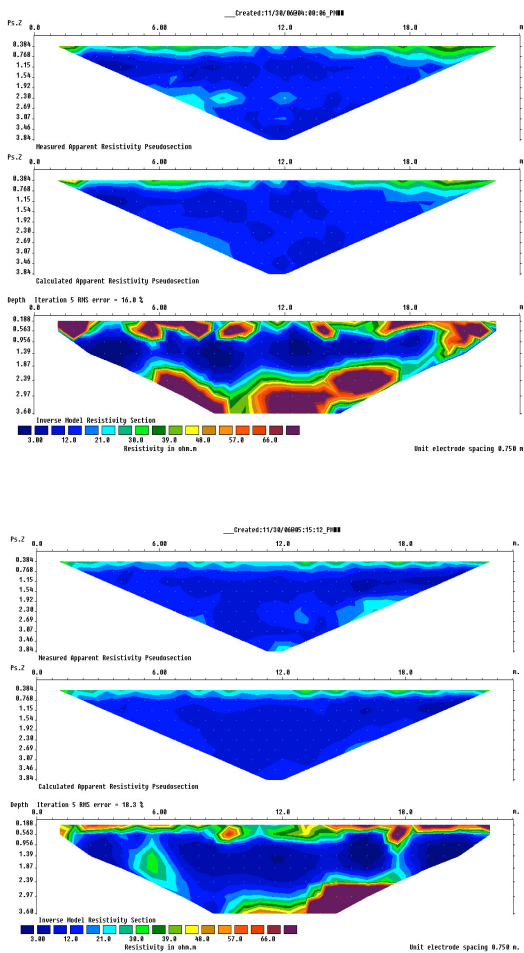 ___Created:11/30/06@04:00:06_PM
Ps.Z
0.0 6.00 12.0 18.0 m
0.384
0.768
1.15
1.54
1.92
2.30
2.69
3.07
3.46
3.84
Measured Apparent Resistivity Pseudosection
Ps.Z
0.0 6.00 12.0 18.0 m
0.384
0.768
1.15
1.54
1.92
2.30
2.69
3.07
3.46
3.84
Calculated Apparent Resistivity Pseudosection
Depth Iteration 5 RMS error = 16.0 %
0.0 6.00 12.0 18.0 m
0.188
0.563
0.956
1.39
1.87
2.39
2.97
3.60
Inverse Model Resistivity Section
3.00 12.0 21.0 30.0 39.0 48.0 57.0 66.0
Resistivity in ohm.m
Unit electrode spacing 0.750 m
___Created:11/30/06@05:15:12_PM
Ps.Z
0.0 6.00 12.0 18.0 m.
0.384
0.768
1.15
1.54
1.92
2.30
2.69
3.07
3.46
3.84
Measured Apparent Resistivity Pseudosection
Ps.Z
0.0 6.00 12.0 18.0 m.
0.384
0.768
1.15
1.54
1.92
2.30
2.69
3.07
3.46
3.84
Calculated Apparent Resistivity Pseudosection
Depth Iteration 5 RMS error = 18.3 %
0.0 6.00 12.0 18.0 m.
0.188
0.563
0.956
1.39
1.87
2.39
2.97
3.60
Inverse Model Resistivity Section
3.00 12.0 21.0 30.0 39.0 48.0 57.0 66.0
Resistivity in ohm.m
Unit electrode spacing 0.750 m.